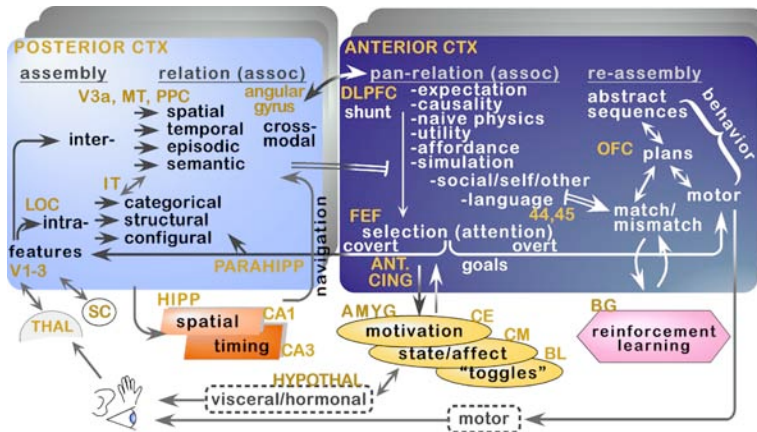 POSTERIOR CTX
assembly
relation (assoc)
V3a, MT, PPC
angular
gyrus
spatial
temporal
episodic
semantic
cross-
modal
inter-
IT
LOC
intra-
categorical
structural
configural
features
V1-3
PARAHIPP
navigation
ANTERIOR CTX
pan-relation (assoc)
re-assembly
DLPFC
shunt
-expectation
-causality
-naive physics
-utility
-affordance
-simulation
-social/self/other
-language
44,45
abstract
sequences
behavior
OFC
plans
motor
match/
mismatch
FEF
selection (attention)
covert
overt
goals
ANT.
CING
THAL
SC
HIPP
spatial
CA1
timing
CA3
AMYG
motivation
CE
state/affect
CM
"toggles"
BL
BG
reinforcement
learning
HYPOTHAL
visceral/hormonal
motor